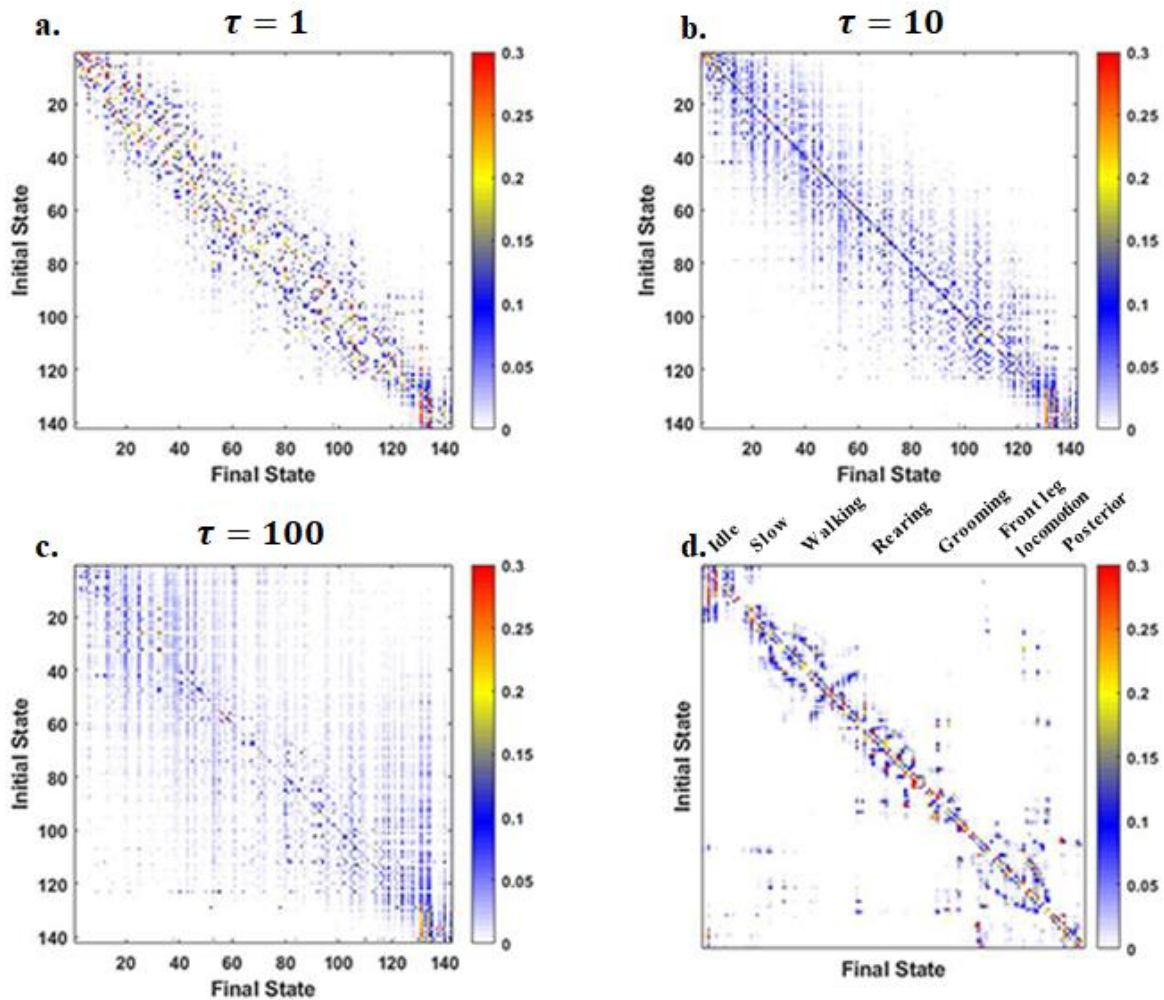 a.
τ = 1
0.3
0.25
0.2
0.15
0.1
0.05
0
20
40
60
80
100
120
140
Initial State
20 40 60 80 100 120 140
Final State
b.
τ = 10
0.3
0.25
0.2
0.15
0.1
0.05
0
20
40
60
80
100
120
140
Initial State
20 40 60 80 100 120 140
Final State
c.
τ = 100
0.3
0.25
0.2
0.15
0.1
0.05
0
20
40
60
80
100
120
140
Initial State
20 40 60 80 100 120 140
Final State
d.
Idle
Slow
Walking
Rearing
Grooming
Front leg
locomotion
Posterior
0.3
0.25
0.2
0.15
0.1
0.05
0
Initial State
Final State